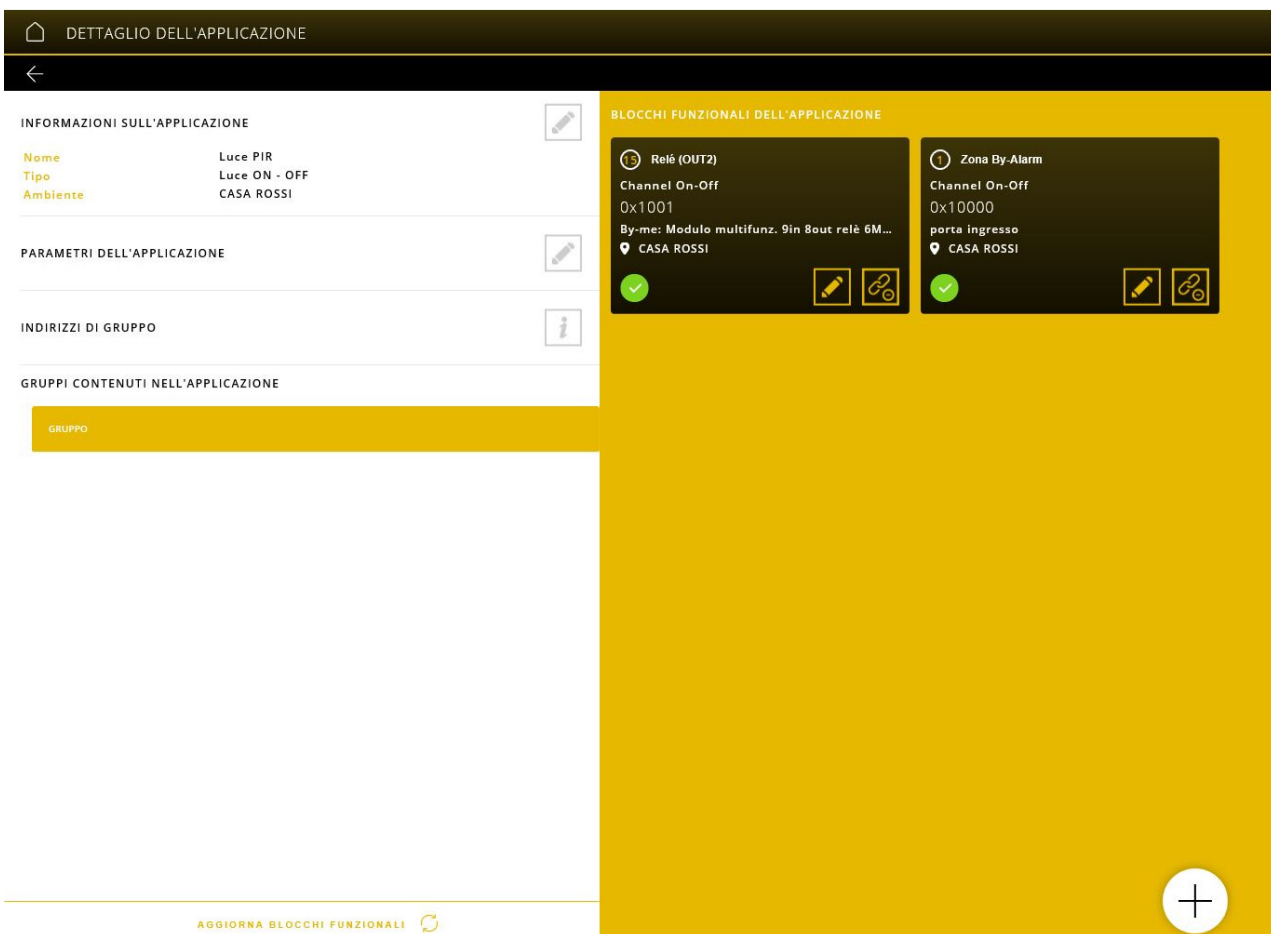 DETTAGLIO DELL'APPLICAZIONE
INFORMAZIONI SULL'APPLICAZIONE
Nome Luce PIR
Tipo Luce ON - OFF
Ambiente CASA ROSSI
PARAMETRI DELL'APPLICAZIONE
INDIRIZZI DI GRUPPO
GRUPPI CONTENUTI NELL'APPLICAZIONE
GRUPPO
AGGIORNA BLOCCHI FUNZIONALI
BLOCCHI FUNZIONALI DELL'APPLICAZIONE
15 Relé (OUT2)
Channel On-Off
0x1001
By-me: Modulo multifunz. 9in 8out relè 6M...
CASA ROSSI
1 Zona By-Alarm
Channel On-Off
0x10000
porta ingresso
CASA ROSSI